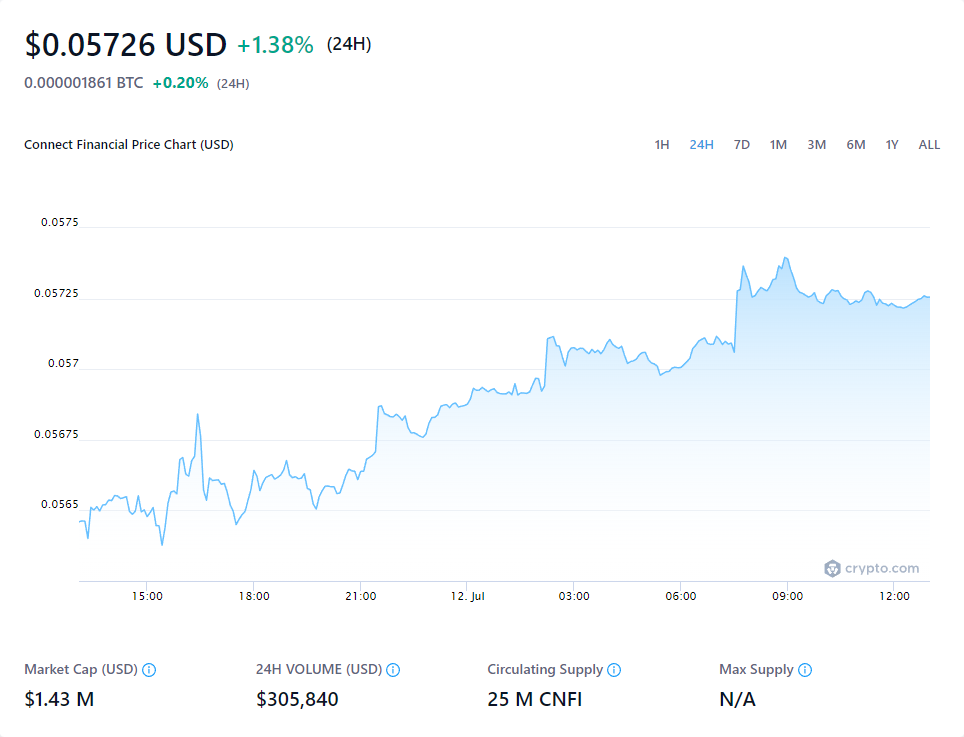 $0.05726 USD +1.38% (24H)
0.000001861 BTC +0.20% (24H)
Connect Financial Price Chart (USD) 1H 24H 7D 1M 3M 6M 1Y ALL
0.0575
0.05725
0.057
0.05675
0.0565
crypto.com
15:00 18:00 21:00 12. Jul 03:00 06:00 09:00 12:00
Market Cap (USD) 24H VOLUME (USD) Circulating Supply Max Supply
$1.43 M $305,840 25 M CNFI N/A